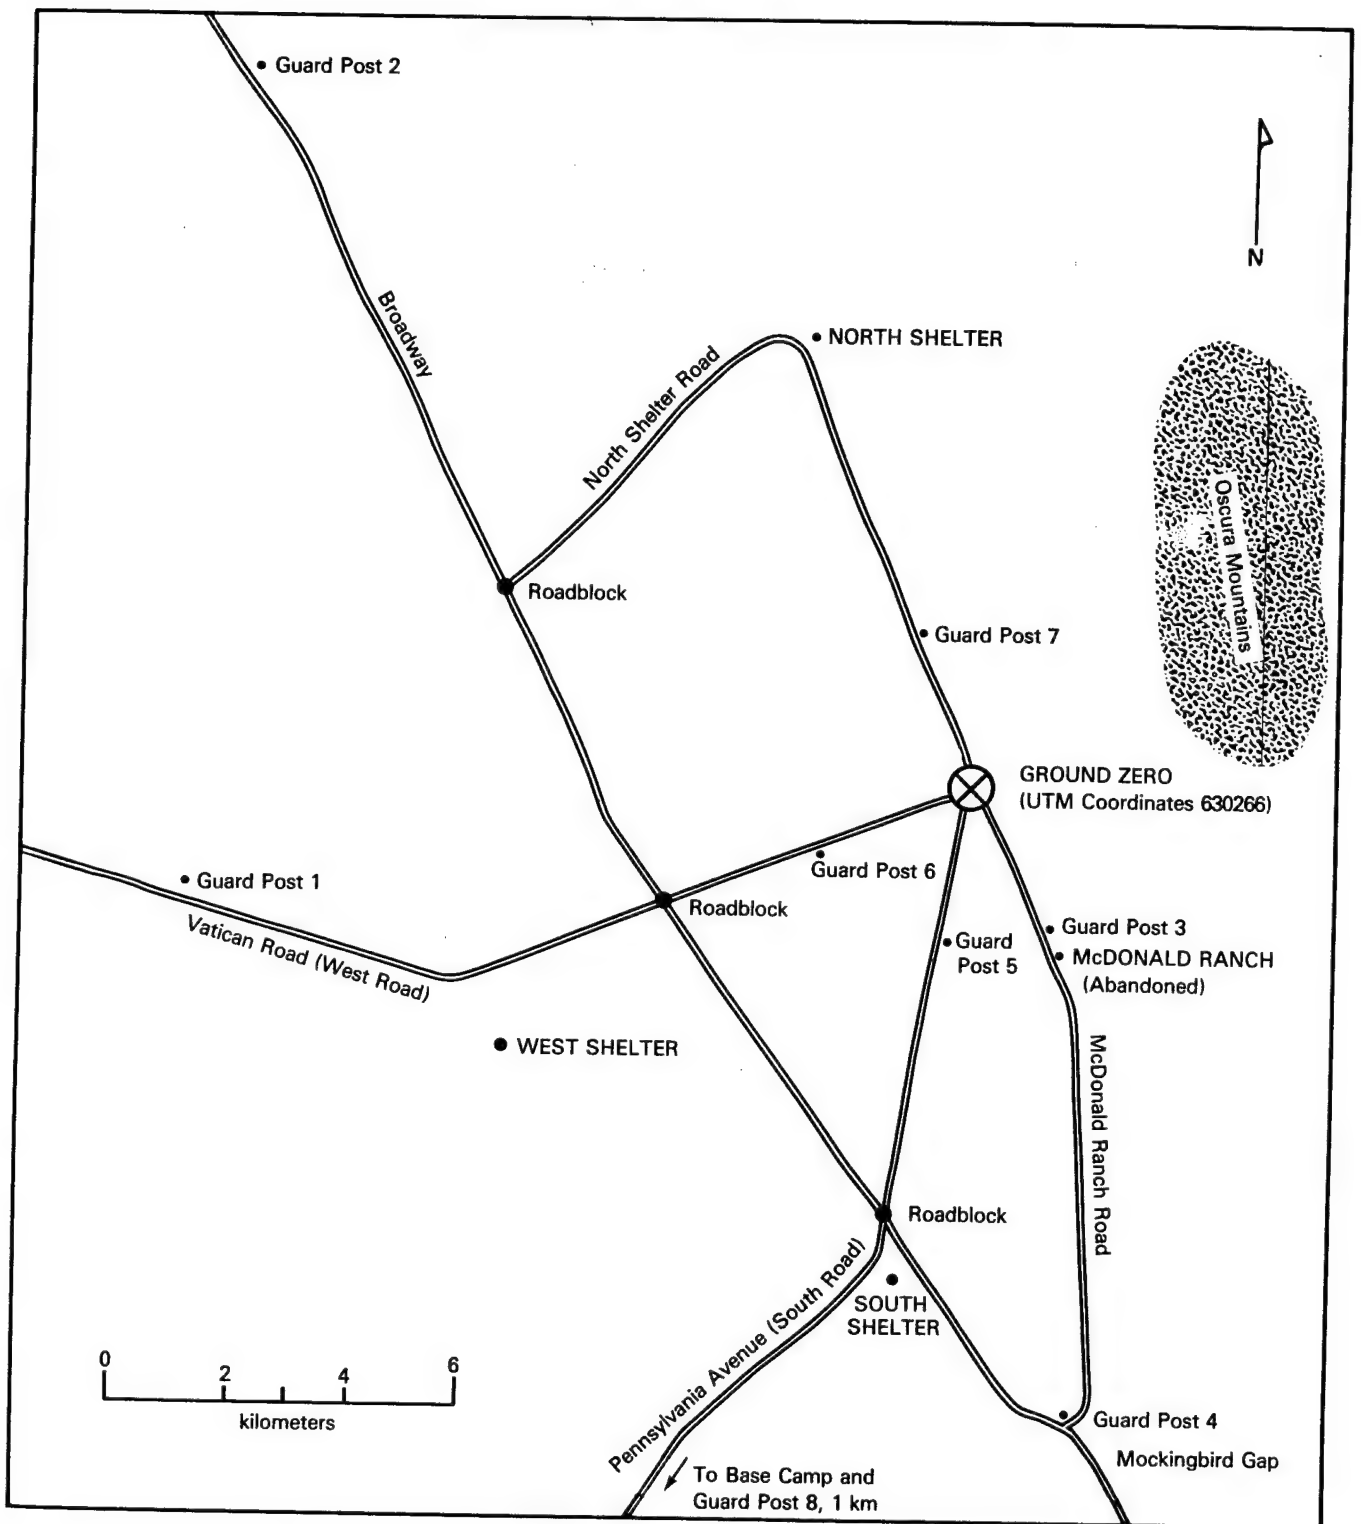 Guard Post 2
N
Broadway
NORTH SHELTER
North Shelter Road
Oscura Mountains
Roadblock
Guard Post 7
GROUND ZERO
(UTM Coordinates 630266)
Guard Post 6
Guard Post 1
Roadblock
Vatican Road (West Road)
Guard Post 3
Guard
Post 5
McDONALD RANCH
(Abandoned)
WEST SHELTER
McDonald Ranch Road
Roadblock
SOUTH
SHELTER
Pennsylvania Avenue (South Road)
0
2
4
6
kilometers
Guard Post 4
Mockingbird Gap
To Base Camp and
Guard Post 8, 1 km